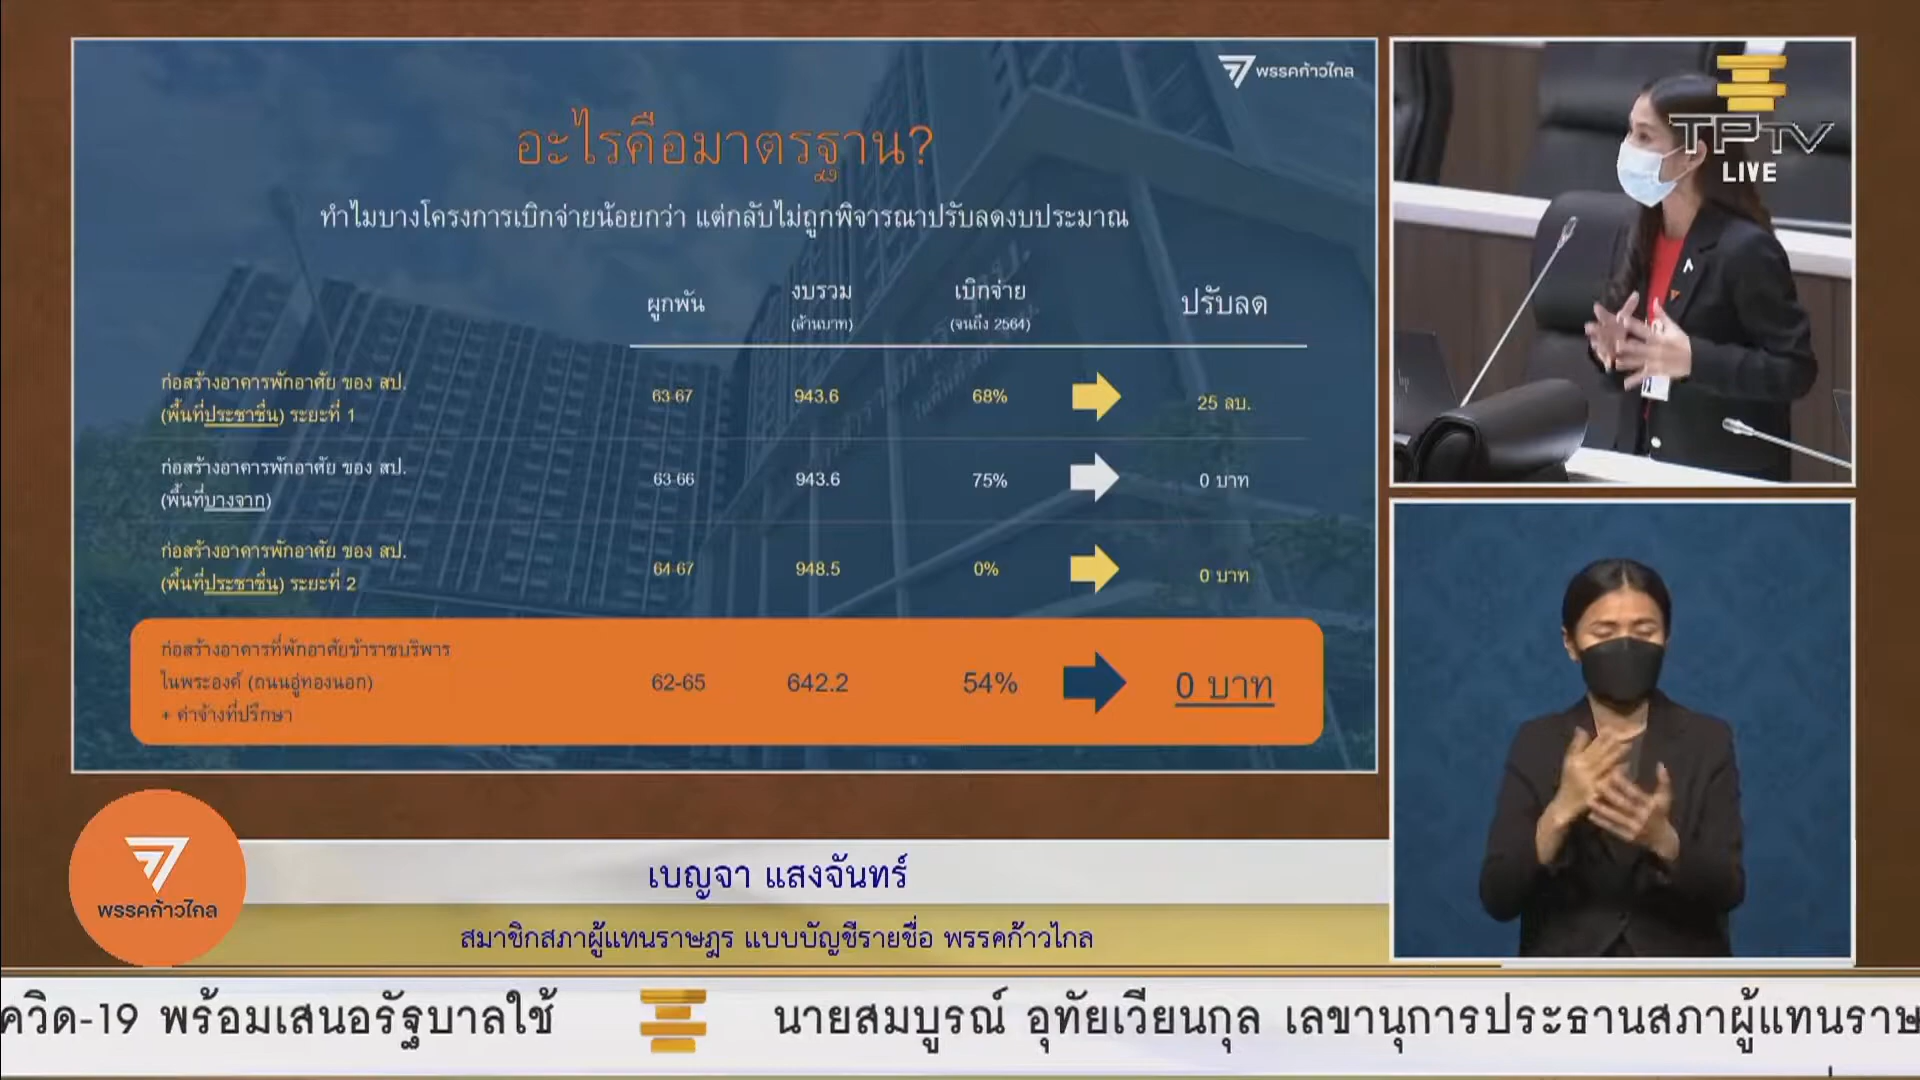 พรรคก้าวไกล
อะไรคือมาตรฐาน?
ทำไมบางโครงการเบิกจ่ายน้อยกว่า แต่กลับไม่ถูกพิจารณาปรับลดงบประมาณ
ผูกพัน งบรวม (ล้านบาท) เบิกจ่าย (จนถึง 2564) ปรับลด
ก่อสร้างอาคารพักอาศัย ของ สป.
(พื้นที่ประชาชื่น) ระยะที่ 1
63-67 943.6 68% 25 ลบ.
ก่อสร้างอาคารพักอาศัย ของ สป.
(พื้นที่บางจาก)
63-66 943.6 75% 0 บาท
ก่อสร้างอาคารพักอาศัย ของ สป.
(พื้นที่ประชาชื่น) ระยะที่ 2
64-67 948.5 0% 0 บาท
ก่อสร้างอาคารที่พักอาศัยข้าราชบริพาร
ในพระองค์ (ถนนอู่ทองนอก)
+ ค่าจ้างที่ปรึกษา
62-65 642.2 54% 0 บาท
TPTV
LIVE
พรรคก้าวไกล
เบญจา แสงจันทร์
สมาชิกสภาผู้แทนราษฎร แบบบัญชีรายชื่อ พรรคก้าวไกล
ควิด-19 พร้อมเสนอรัฐบาลใช้ นายสมบูรณ์ อุทัยเวียนกุล เลขานุการประธานสภาผู้แทนราษ